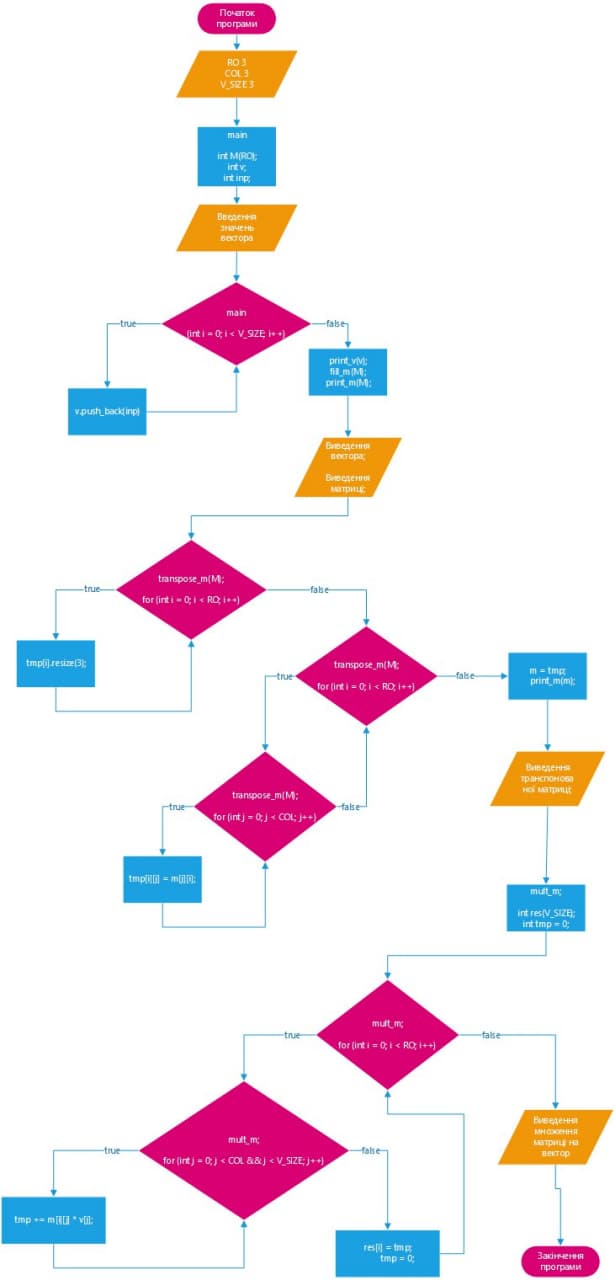 Початок
програми
RO 3
COL 3
V_SIZE 3
main
int M(RO);
int v;
int inp;
Введення
значень
вектора
main
(int i = 0; i < V_SIZE; i++)
true
false
v.push_back(inp)
print_v(v);
fill_m(M);
print_m(M);
Виведення
вектора;
Виведення
матриці;
transpose_m(M);
for (int i = 0; i < RO; i++)
true
false
tmp[i].resize(3);
transpose_m(M);
for (int i = 0; i < RO; i++)
true
false
m = tmp;
print_m(m);
transpose_m(M);
for (int j = 0; j < COL; j++)
true
false
tmp[i][j] = m[j][i];
Виведення
транспонова
ної матриці;
mult_m;
int res(V_SIZE);
int tmp = 0;
mult_m;
for (int i = 0; i < RO; i++)
true
false
mult_m;
for (int j = 0; j < COL && j < V_SIZE; j++)
true
false
tmp += m[i][j] * v[j];
res[i] = tmp;
tmp = 0;
Виведення
множення
матриці на
вектор
Закінчення
програми